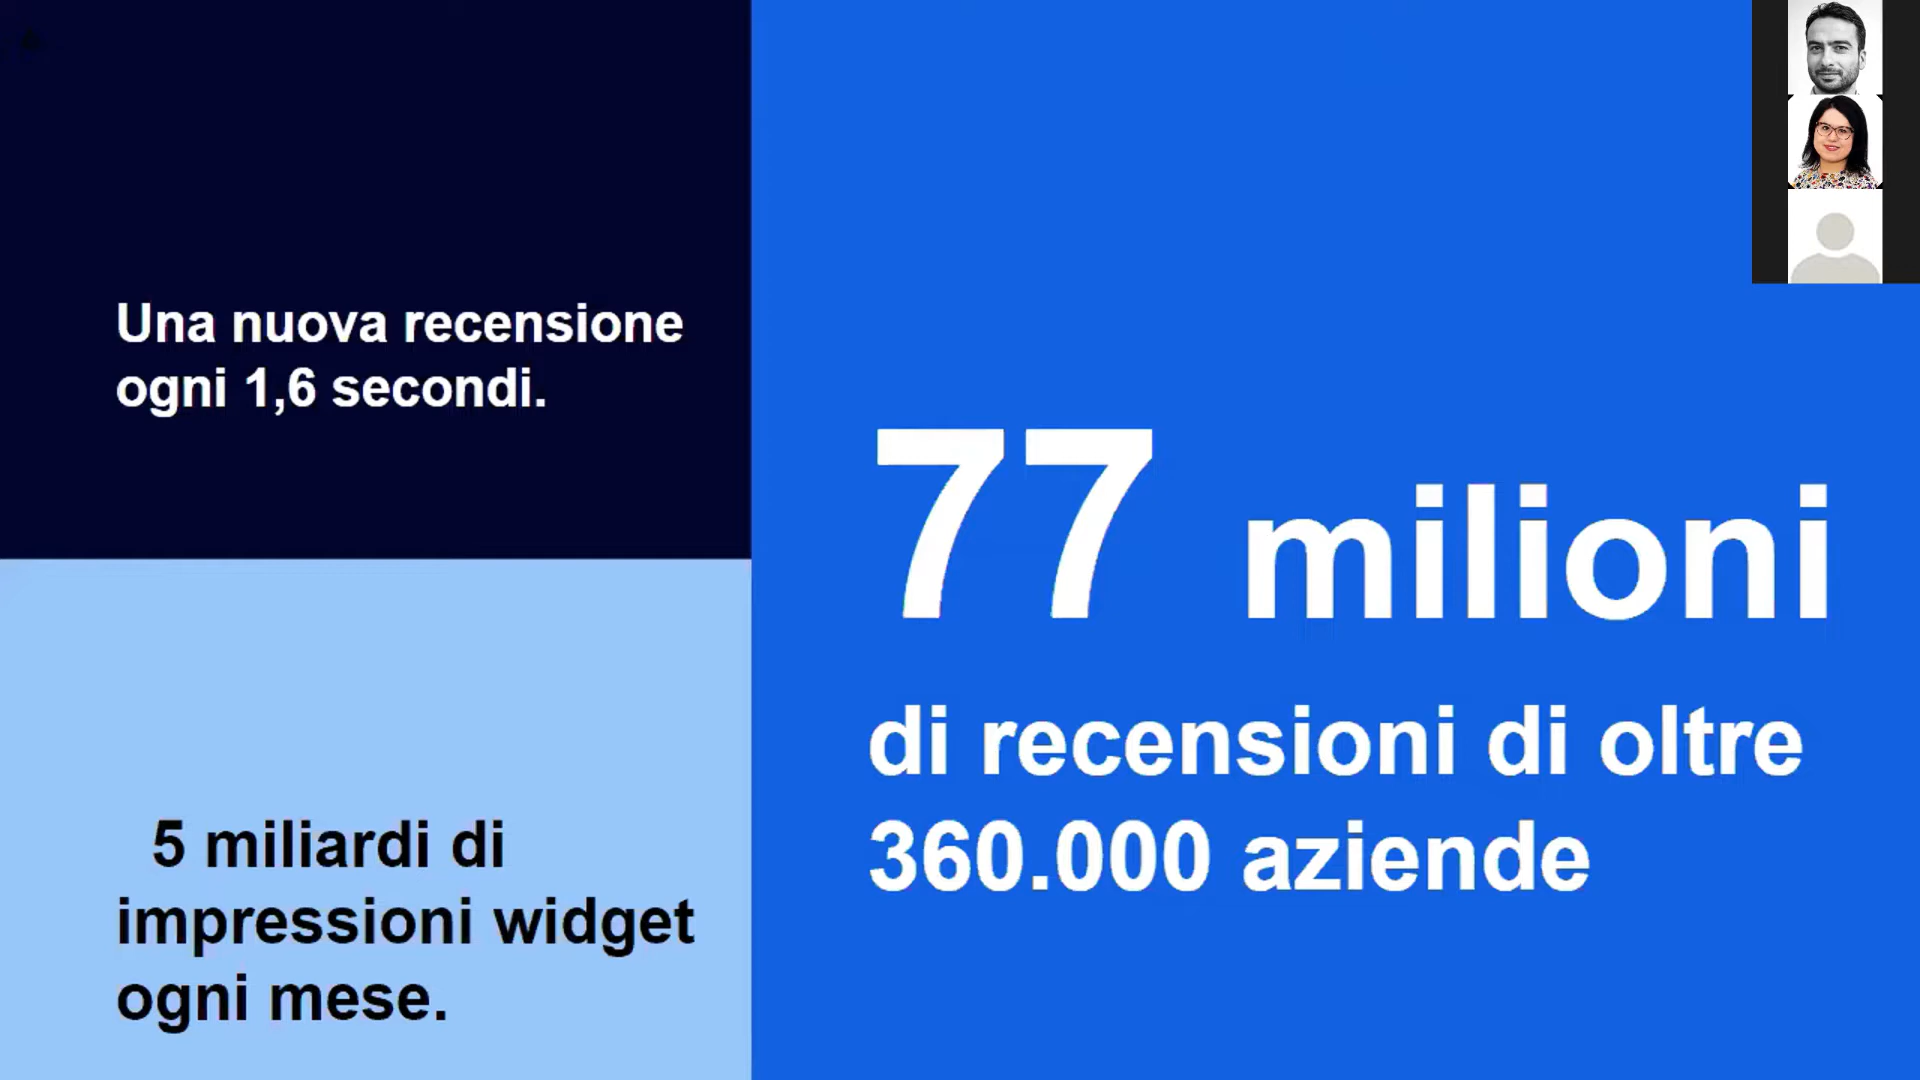 Una nuova recensione
ogni 1,6 secondi.
5 miliardi di
impressioni widget
ogni mese.
77 milioni
di recensioni di oltre
360.000 aziende